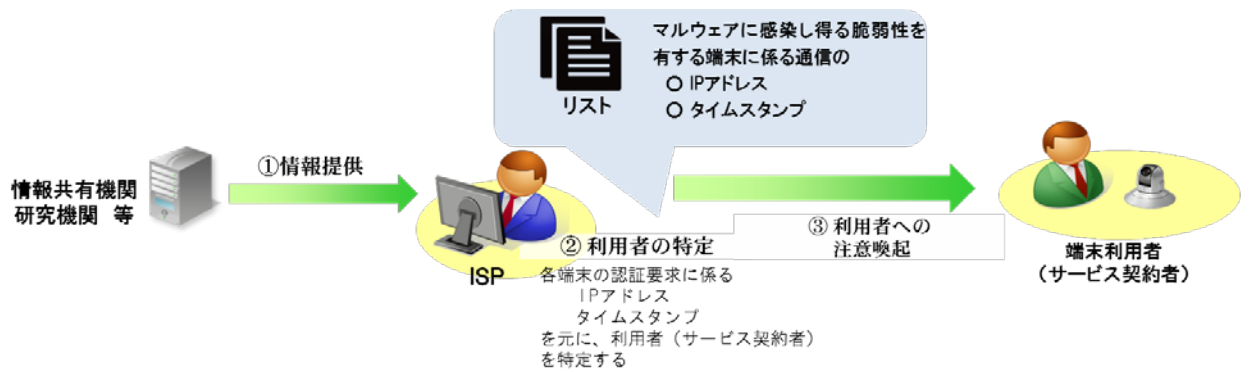 マルウェアに感染し得る脆弱性を
有する端末に係る通信の
○ IPアドレス
○ タイムスタンプ
リスト
①情報提供
情報共有機関
研究機関 等
ISP
② 利用者の特定
各端末の認証要求に係る
IPアドレス
タイムスタンプ
を元に、利用者（サービス契約者）
を特定する
③ 利用者への
注意喚起
端末利用者
（サービス契約者）